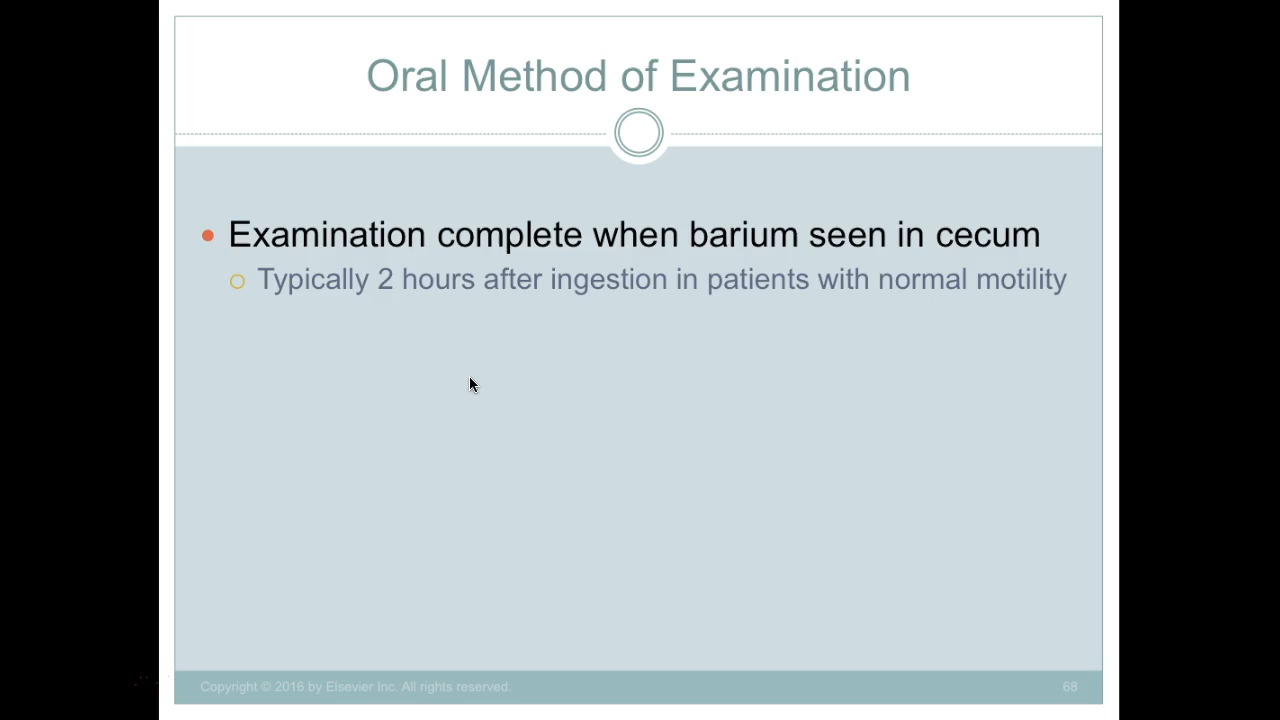 Oral Method of Examination
Examination complete when barium seen in cecum
Typically 2 hours after ingestion in patients with normal motility
Copyright © 2016 by Elsevier Inc. All rights reserved.
68